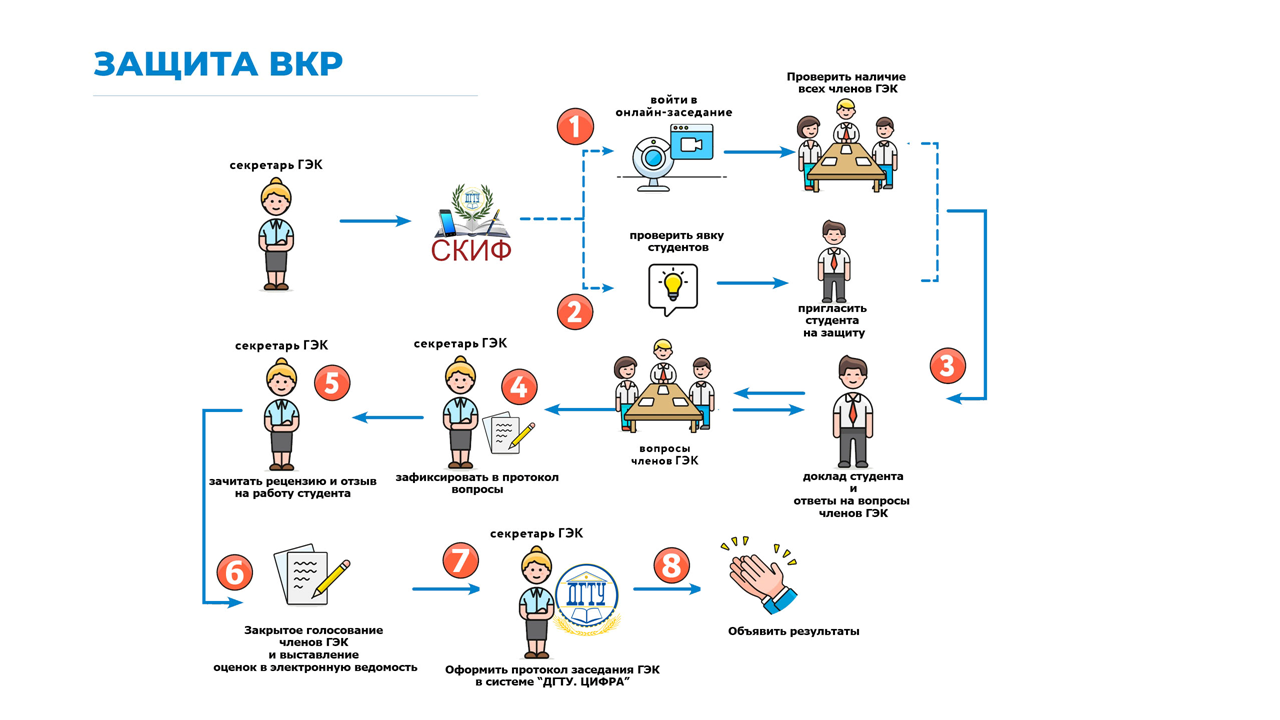 ЗАЩИТА ВКР
Проверить наличие
всех членов ГЭК
1
войти в
онлайн-заседание
секретарь ГЭК
ДГТУ
СКИФ
проверить явку
студентов
2
пригласить
студента
на защиту
3
секретарь ГЭК
5
секретарь ГЭК
4
вопросы
членов ГЭК
зачитать рецензию и отзыв
на работу студента
зафиксировать в протокол
вопросы
доклад студента
и
ответы на вопросы
членов ГЭК
6
7
секретарь ГЭК
ДГТУ
8
Закрытое голосование
членов ГЭК
и выставление
оценок в электронную ведомость
Оформить протокол заседания ГЭК
в системе “ДГТУ. ЦИФРА”
Объявить результаты